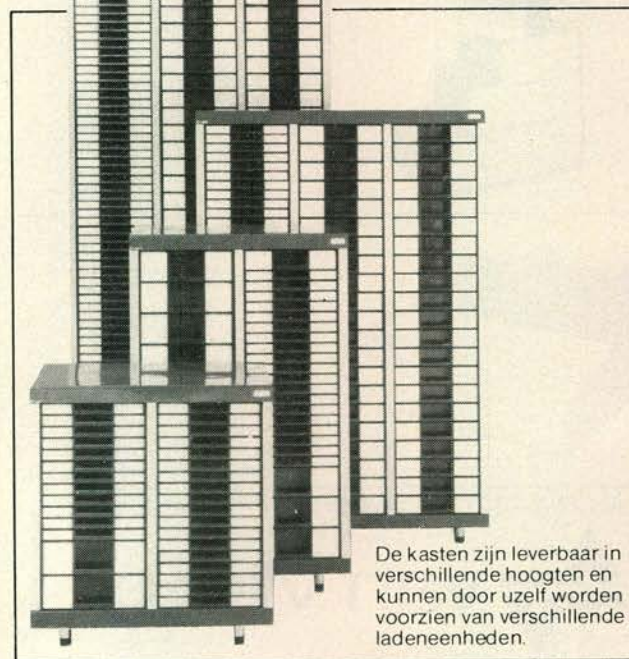 De kasten zijn leverbaar in
verschillende hoogten en
kunnen door uzelf worden
voorzien van verschillende
ladeneenheden.